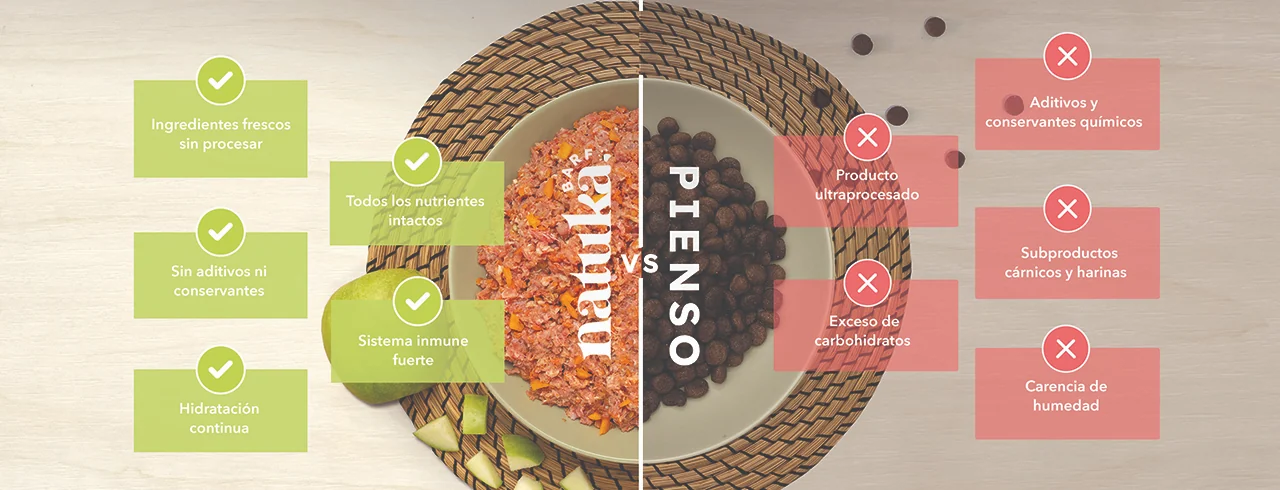 Ingredientes frescos
sin procesar
Todos los nutrientes
intactos
Sin aditivos ni
conservantes
Sistema inmune
fuerte
Hidratación
continua
BARF
natuka
VS
PIENSO
Aditivos y
conservantes químicos
Producto
ultraprocesado
Subproductos
cárnicos y harinas
Exceso de
carbohidratos
Carencia de
humedad